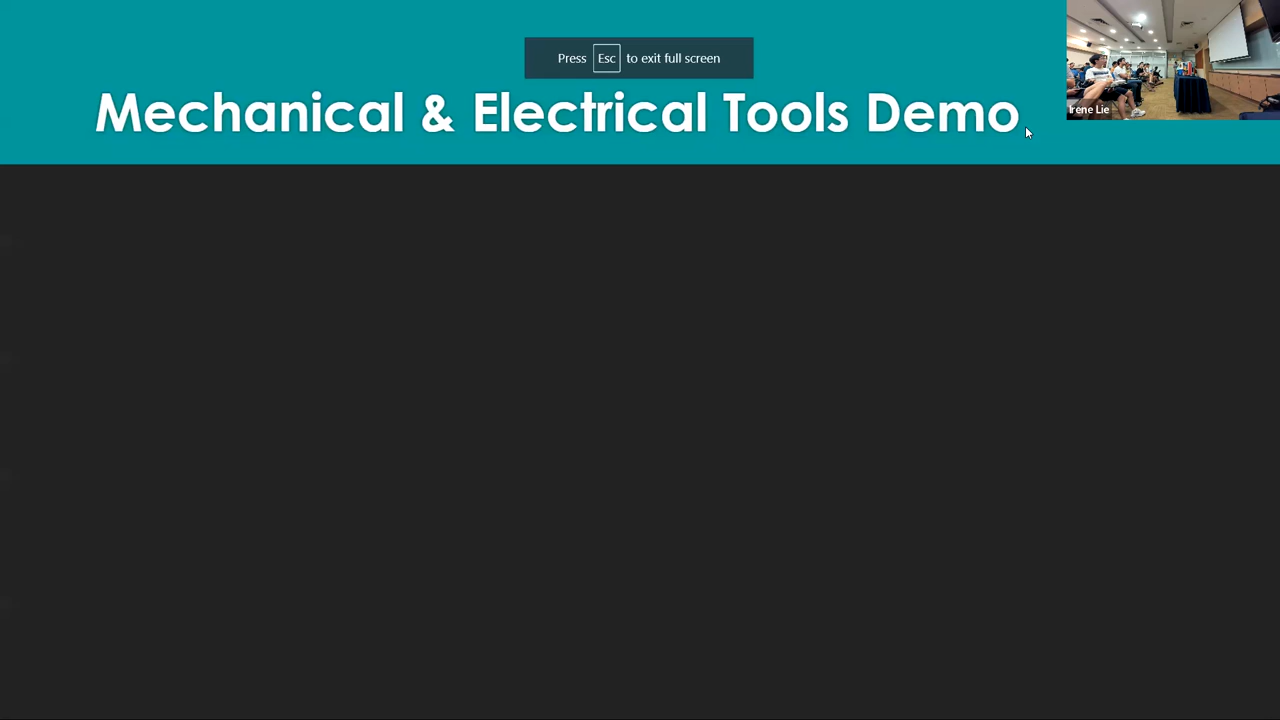 Press Esc to exit full screen
Mechanical & Electrical Tools Demo
Irene Lie